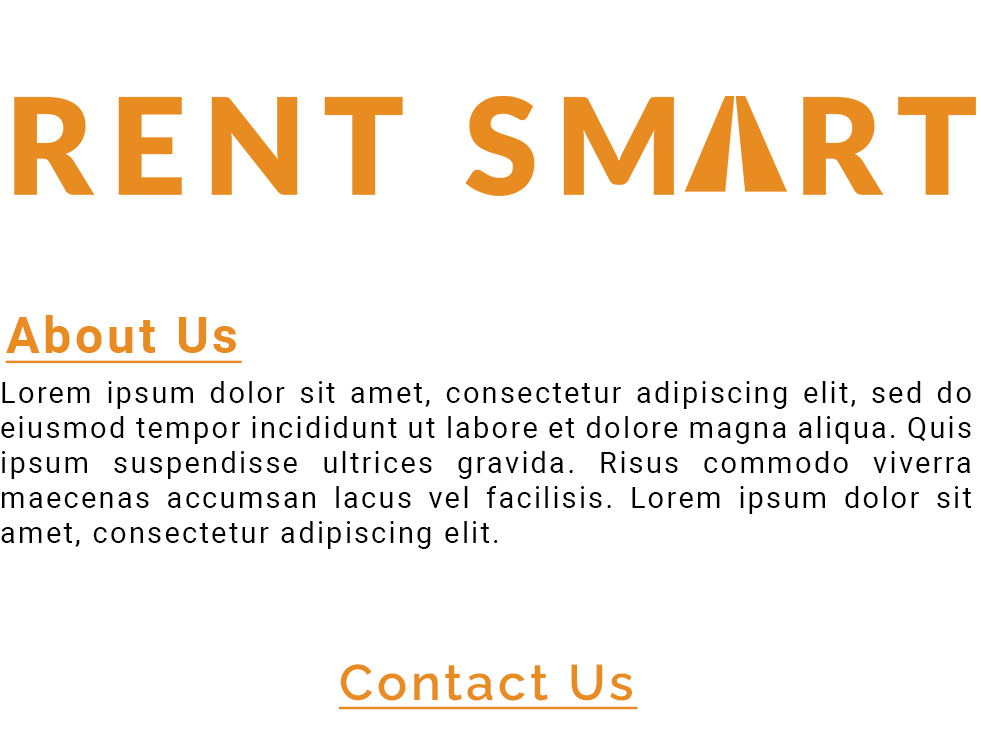 RENT SMART
About Us
Lorem ipsum dolor sit amet, consectetur adipiscing elit, sed do
eiusmod tempor incididunt ut labore et dolore magna aliqua. Quis
ipsum suspendisse ultrices gravida. Risus commodo viverra
maecenas accumsan lacus vel facilisis. Lorem ipsum dolor sit
amet, consectetur adipiscing elit.
Contact Us